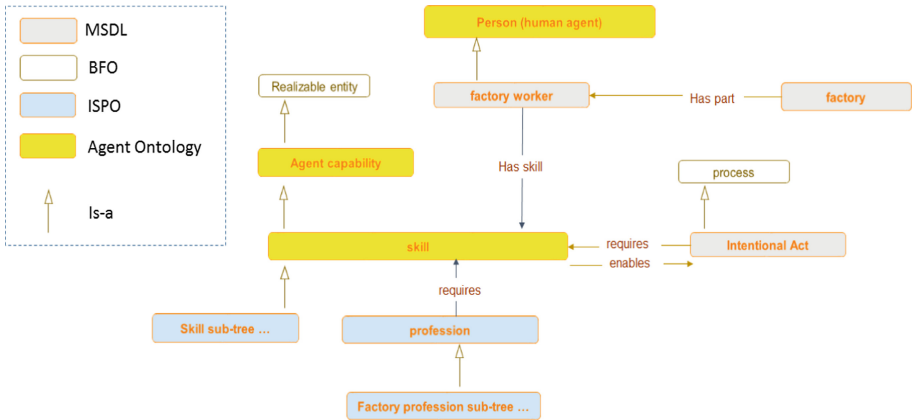 MSDL
BFO
ISPO
Agent Ontology
Is-a
Person (human agent)
Realizable entity
factory worker
Has part
factory
Agent capability
Has skill
process
skill
requires
enables
Intentional Act
requires
Skill sub-tree ...
profession
Factory profession sub-tree ...